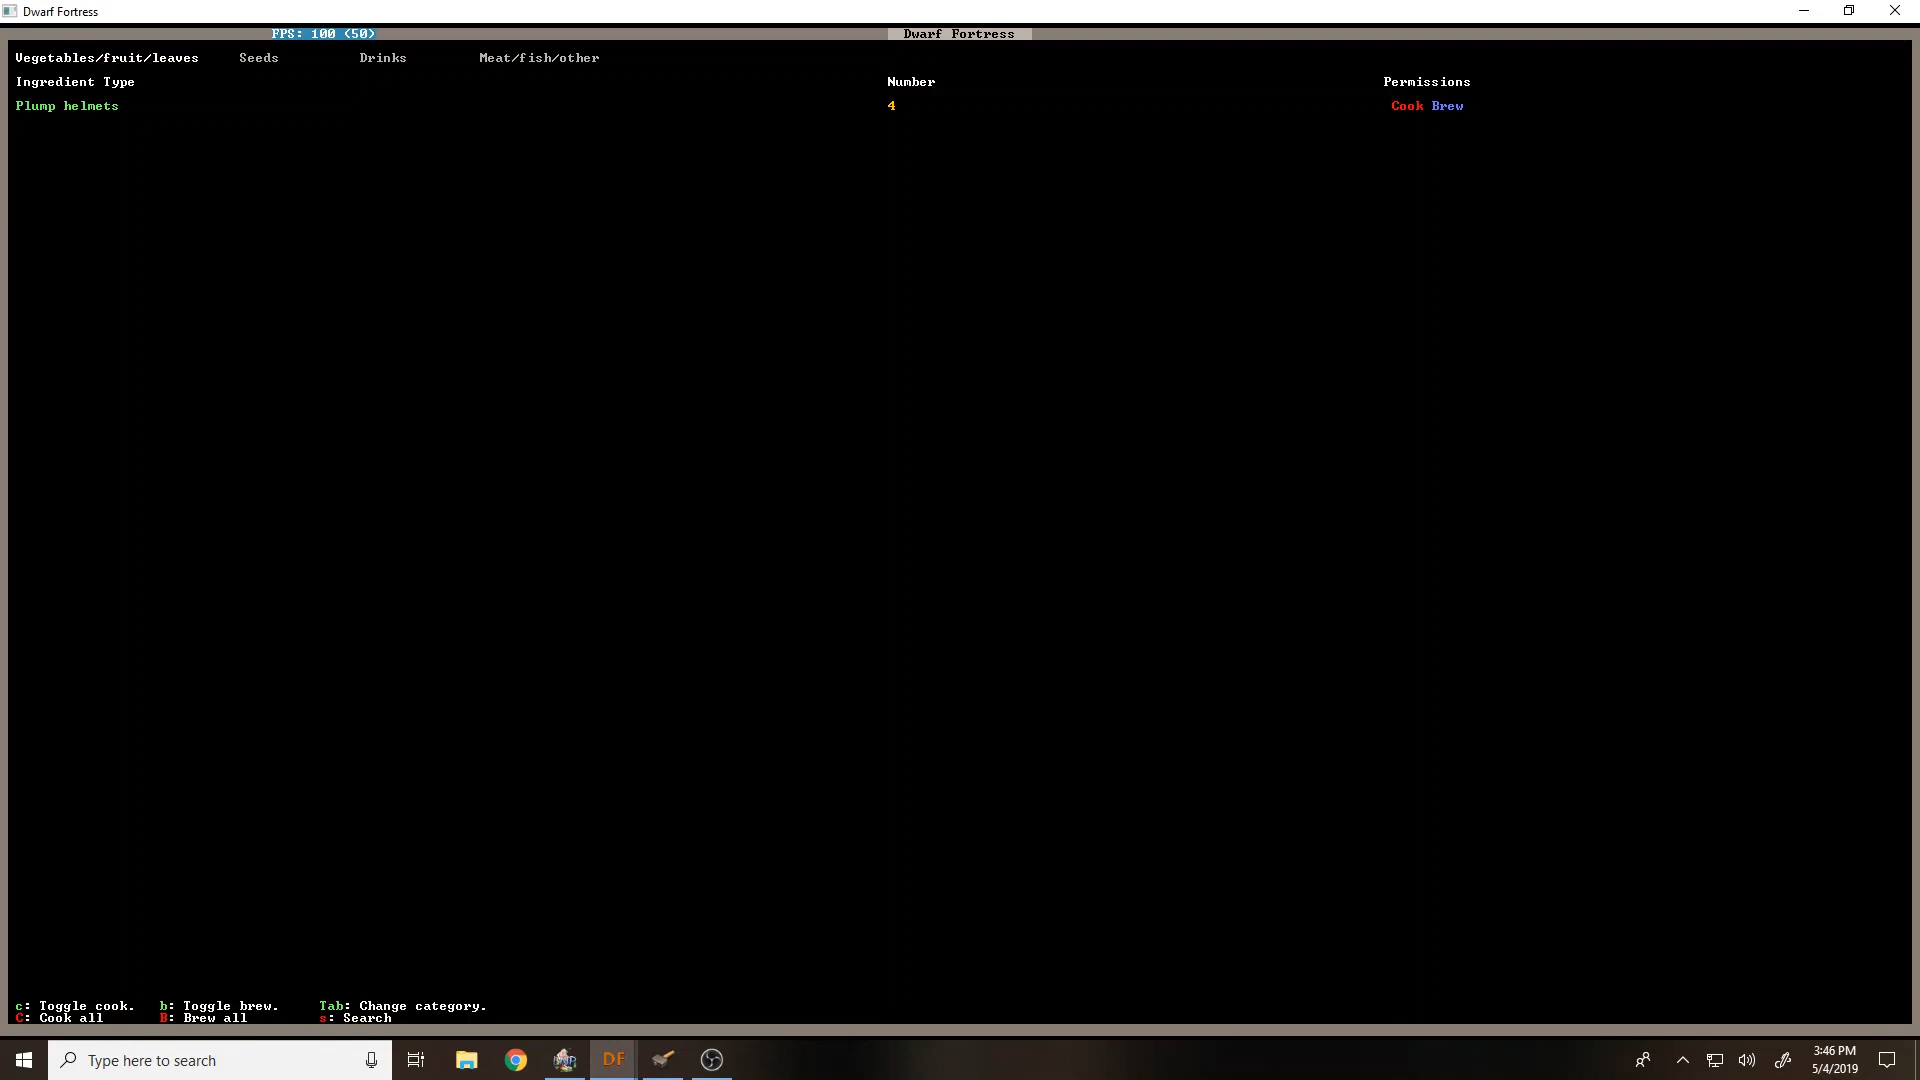 Dwarf Fortress
FPS: 100 (50)
Dwarf Fortress
Vegetables/fruit/leaves Seeds Drinks Meat/fish/other
Ingredient Type Number Permissions
Plump helmets 4 Cook Brew
c: Toggle cook. b: Toggle brew. Tab: Change category.
C: Cook all B: Brew all s: Search
Type here to search
DF
3:46 PM
5/4/2019